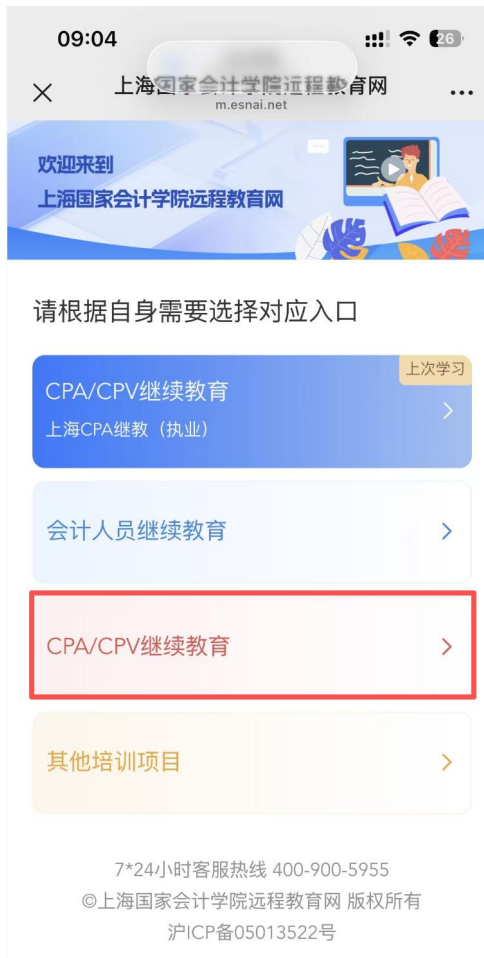 09:04
26
上海国家会计学院远程教育网
m.esnai.net
欢迎来到
上海国家会计学院远程教育网
请根据自身需要选择对应入口
上次学习
CPA/CPV继续教育
上海CPA继教（执业）
会计人员继续教育
CPA/CPV继续教育
其他培训项目
7*24小时客服热线 400-900-5955
©上海国家会计学院远程教育网 版权所有
沪ICP备05013522号